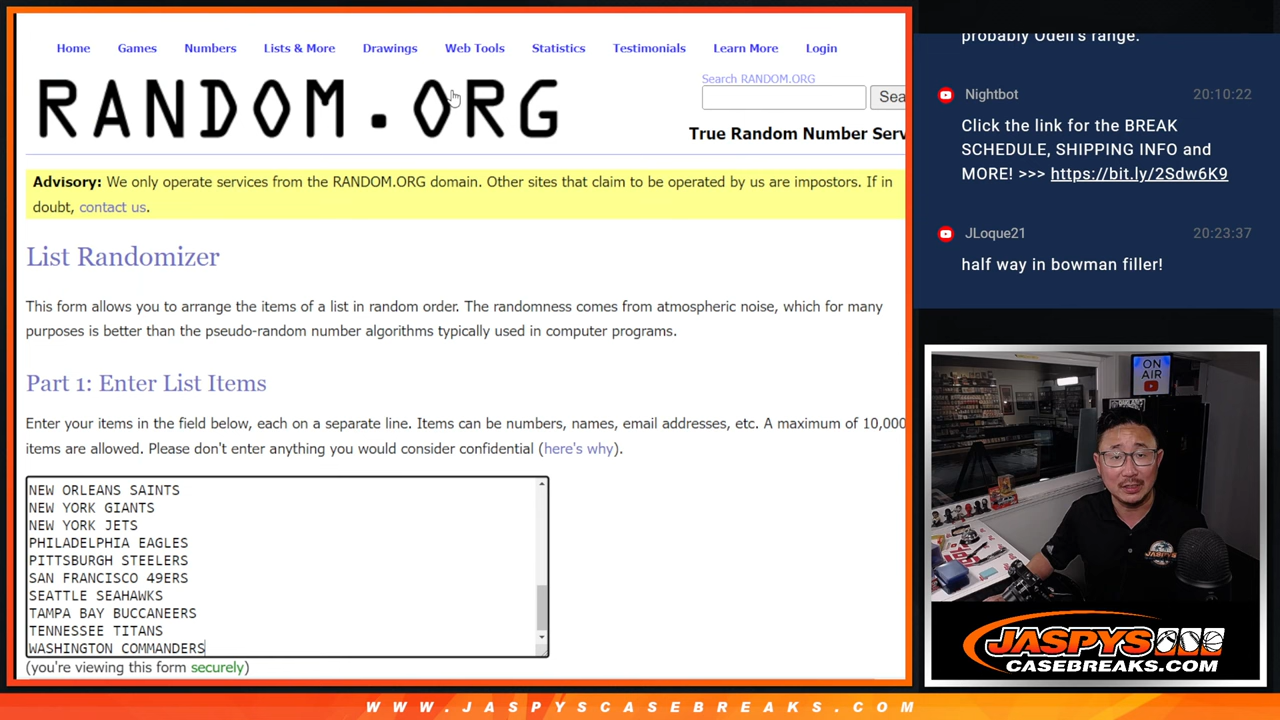 Home Games Numbers Lists & More Drawings Web Tools Statistics Testimonials Learn More Login
RANDOM.ORG
Search RANDOM.ORG
Sea
True Random Number Serv
Advisory: We only operate services from the RANDOM.ORG domain. Other sites that claim to be operated by us are impostors. If in
doubt, contact us.
List Randomizer
This form allows you to arrange the items of a list in random order. The randomness comes from atmospheric noise, which for many
purposes is better than the pseudo-random number algorithms typically used in computer programs.
Part 1: Enter List Items
Enter your items in the field below, each on a separate line. Items can be numbers, names, email addresses, etc. A maximum of 10,000
items are allowed. Please don't enter anything you would consider confidential (here's why).
NEW ORLEANS SAINTS
NEW YORK GIANTS
NEW YORK JETS
PHILADELPHIA EAGLES
PITTSBURGH STEELERS
SAN FRANCISCO 49ERS
SEATTLE SEAHAWKS
TAMPA BAY BUCCANEERS
TENNESSEE TITANS
WASHINGTON COMMANDERS
(you're viewing this form securely)
probably Odell's range.
Nightbot 20:10:22
Click the link for the BREAK
SCHEDULE, SHIPPING INFO and
MORE! >>> https://bit.ly/2Sdw6K9
JLoque21 20:23:37
half way in bowman filler!
ON
AIR
JASPYS
CASEBREAKS.COM
WWW.JASPYSCASEBREAKS.COM